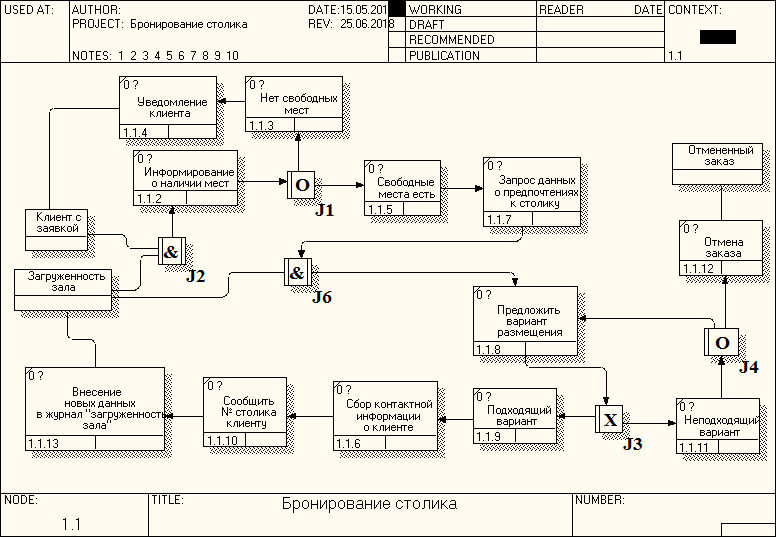 USED AT:
AUTHOR:
DATE:15.05.201
WORKING
READER
DATE
CONTEXT:
PROJECT: Бронирование столика
REV: 25.06.2018
DRAFT
RECOMMENDED
NOTES: 1 2 3 4 5 6 7 8 9 10
PUBLICATION
1.1
0 ?
Уведомление
клиента
1.1.4
0 ?
Нет свободных
мест
1.1.3
0 ?
Информирование
о наличии мест
1.1.2
O
J1
0 ?
Свободные
места есть
1.1.5
0 ?
Запрос данных
о предпочтениях
к столику
1.1.7
Отмененный
заказ
Клиент с
заявкой
&
J2
0 ?
Отмена
заказа
1.1.12
Загруженность
зала
&
J6
0 ?
Предложить
вариант
размещения
1.1.8
O
J4
0 ?
Внесение
новых данных
в журнал "загруженность
зала"
1.1.13
0 ?
Сообщить
№ столика
клиенту
1.1.10
0 ?
Сбор контактной
информации
о клиенте
1.1.6
0 ?
Подходящий
вариант
1.1.9
X
J3
0 ?
Неподходящий
вариант
1.1.11
NODE:
TITLE:
Бронирование столика
NUMBER:
1.1